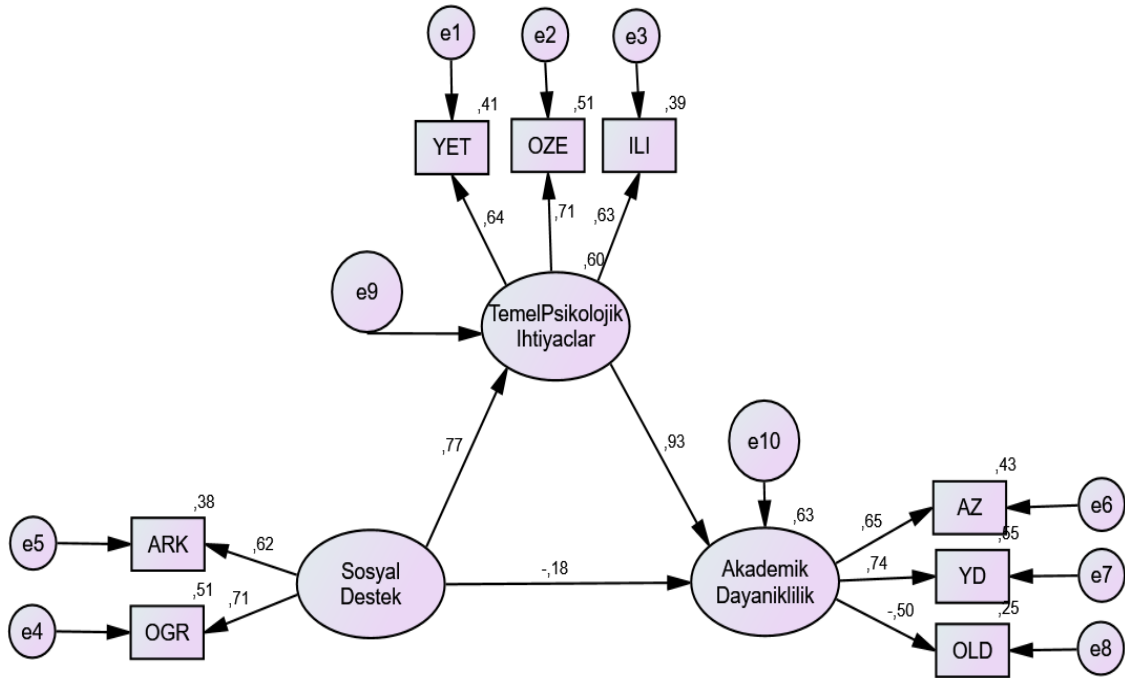 e1
e2
e3
,41
,51
,39
YET
OZE
ILI
,64
,71
,63
,60
e9
TemelPsikolojik
Ihtiyaclar
,77
,93
e10
,63
,43
,65
AZ
e6
,55
,74
YD
e7
-,50
,25
OLD
e8
,38
e5
ARK
,62
,51
,71
e4
OGR
Sosyal
Destek
-,18
Akademik
Dayaniklilik